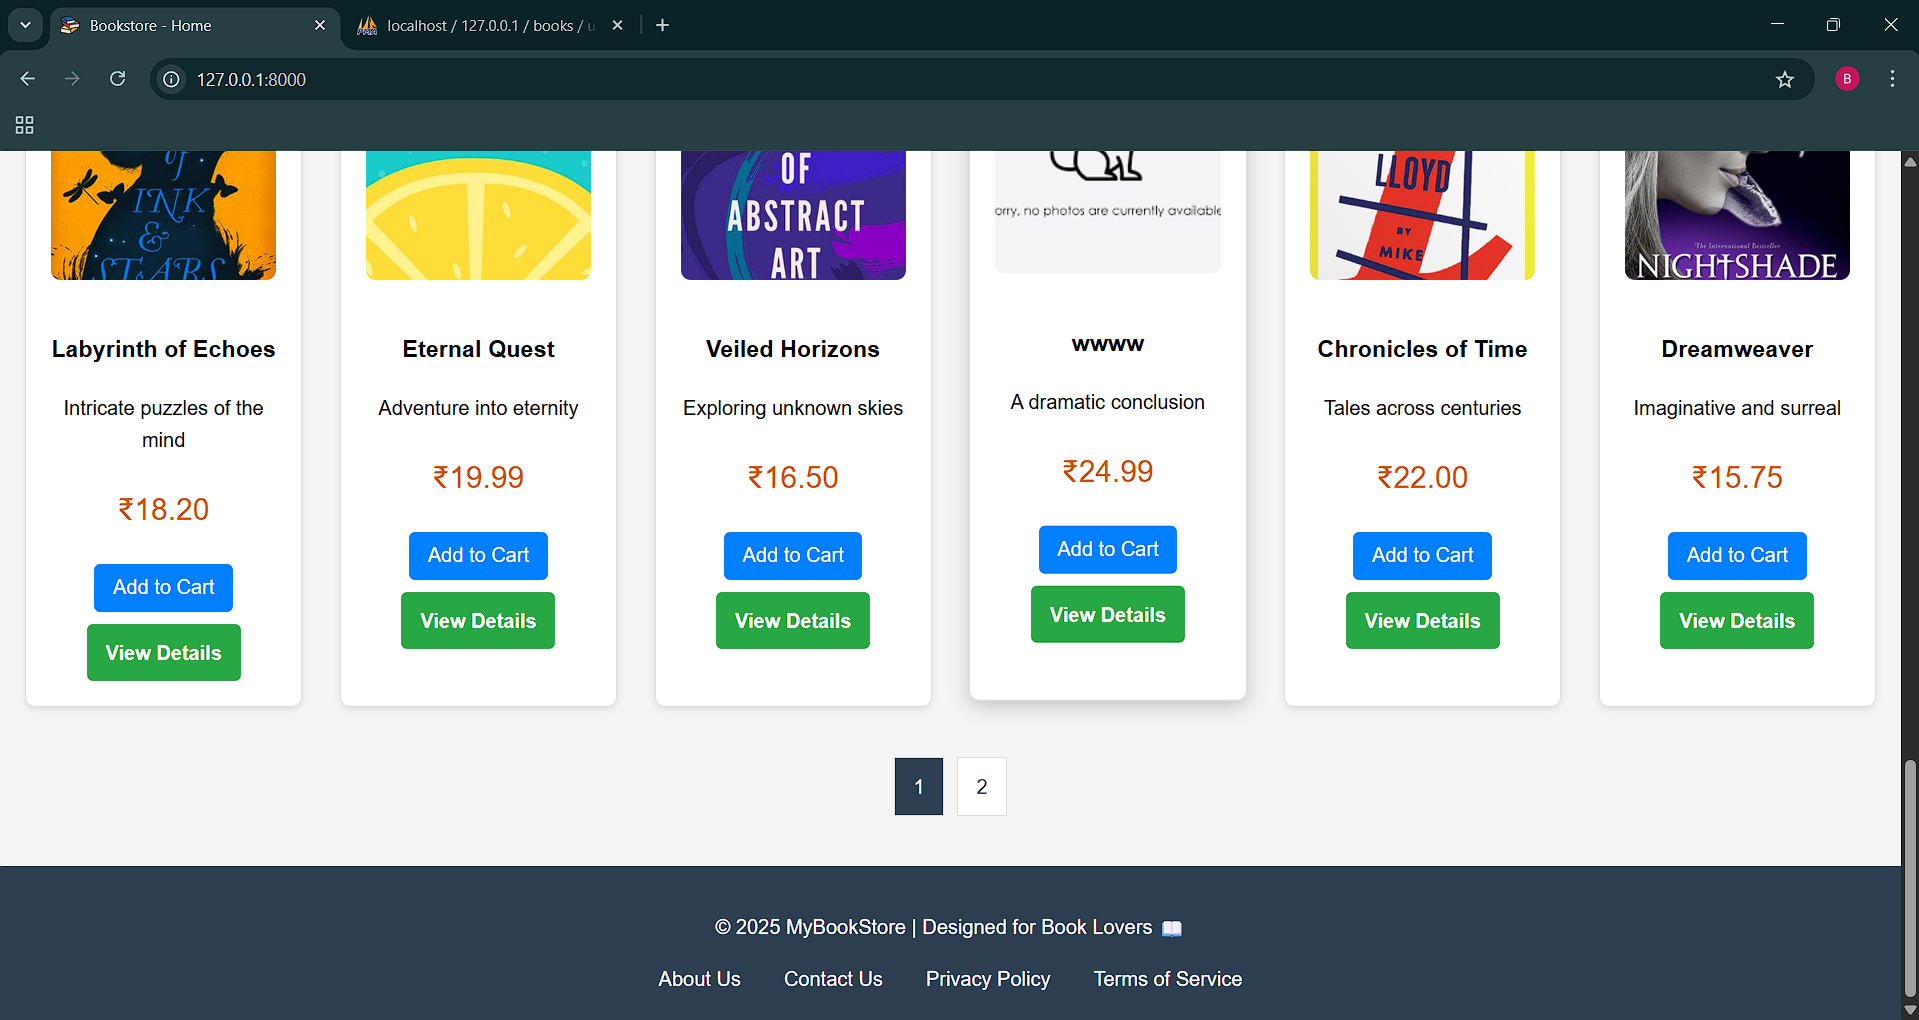 Bookstore - Home
localhost / 127.0.0.1 / books / u
127.0.0.1:8000
B
of
INK
&
STARS
OF
ABSTRACT
ART
orry, no photos are currently available
LLOYD
BY
MIKE
The International Bestseller
NIGHTSHADE
Labyrinth of Echoes
Intricate puzzles of the
mind
₹18.20
Add to Cart
View Details
Eternal Quest
Adventure into eternity
₹19.99
Add to Cart
View Details
Veiled Horizons
Exploring unknown skies
₹16.50
Add to Cart
View Details
wwww
A dramatic conclusion
₹24.99
Add to Cart
View Details
Chronicles of Time
Tales across centuries
₹22.00
Add to Cart
View Details
Dreamweaver
Imaginative and surreal
₹15.75
Add to Cart
View Details
1
2
© 2025 MyBookStore | Designed for Book Lovers 📖
About Us
Contact Us
Privacy Policy
Terms of Service